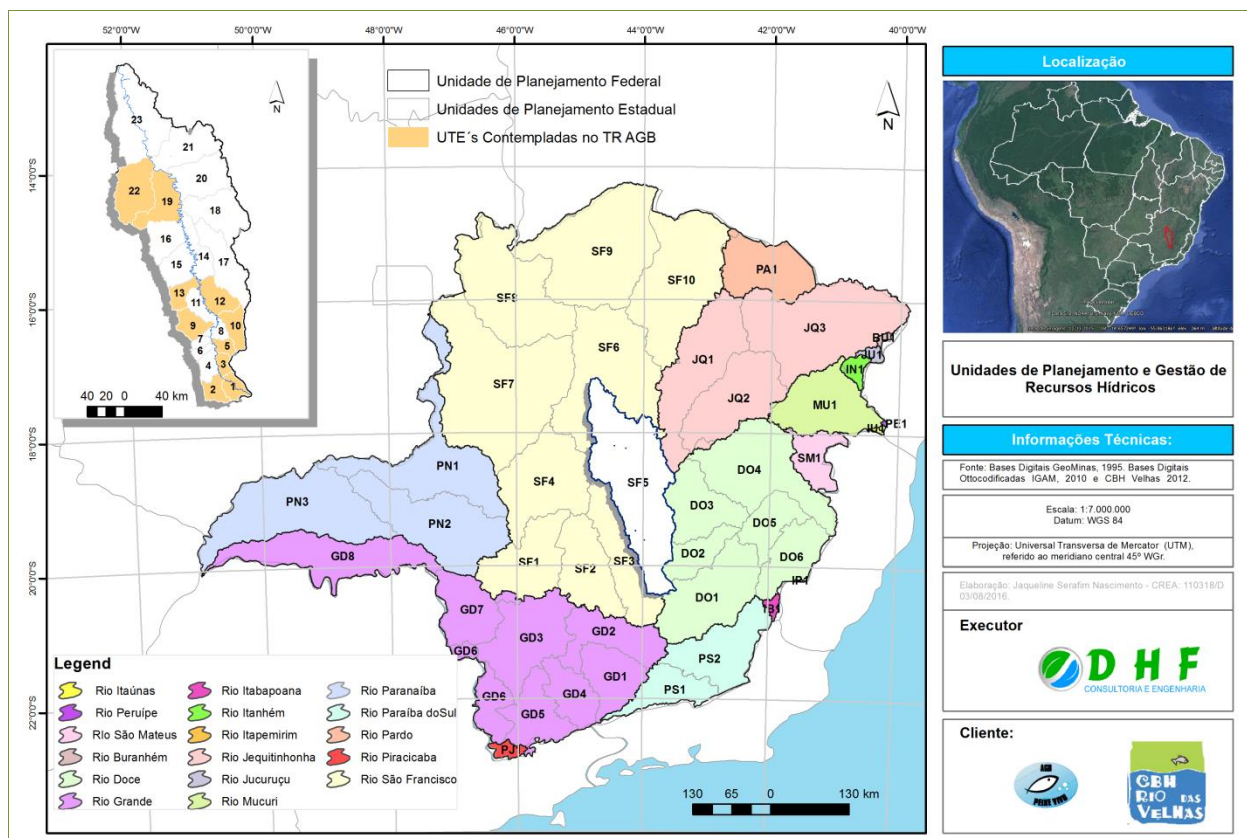 52°0'0"W
50°0'0"W
48°0'0"W
46°0'0"W
44°0'0"W
42°0'0"W
40°0'0"W
14°0'0"S
16°0'0"S
18°0'0"S
20°0'0"S
22°0'0"S
N
23
21
20
22
19
18
16
14
15
17
13
11
12
9
8
10
7
6
5
4
3
2
1
40 20 0 40 km
Unidade de Planejamento Federal
Unidades de Planejamento Estadual
UTE´s Contempladas no TR AGB
N
SF9
SF10
PA1
SF6
SF7
JQ3
JQ1
JQ2
BU1
JU1
IN1
MU1
PE1
SM1
PN1
PN3
PN2
SF4
SF5
DO4
DO3
DO5
DO2
DO6
DO1
SF1
SF2
SF3
GD8
IP1
GD7
GD3
GD2
GD6
GD1
GD4
GD6
GD5
PS2
PS1
PJ
Legend
Rio Itaúnas
Rio Peruípe
RIo São Mateus
Rio Buranhém
Rio Doce
Rio Grande
Rio Itabapoana
Rio Itanhém
Rio Itapemirim
Rio Jequitinhonha
Rio Jucuruçu
Rio Mucuri
Rio Paranaíba
Rio Paraíba doSul
Rio Pardo
Rio Piracicaba
Rio São Francisco
130 65 0 130 km
Localização
Unidades de Planejamento e Gestão de
Recursos Hídricos
Informações Técnicas:
Fonte: Bases Digitais GeoMinas, 1995. Bases Digitais
Ottocodificadas IGAM, 2010 e CBH Velhas 2012.
Escala: 1:7.000.000
Datum: WGS 84
Projeção: Universal Transversa de Mercator (UTM),
referido ao meridiano central 45º WGr.
Elaboração: Jaqueline Serafim Nascimento - CREA: 110318/D
03/08/2016.
Executor
DHF
CONSULTORIA E ENGENHARIA
Cliente:
AGB
PEIXE VIVO
CBH
RIO
DAS
VELHAS